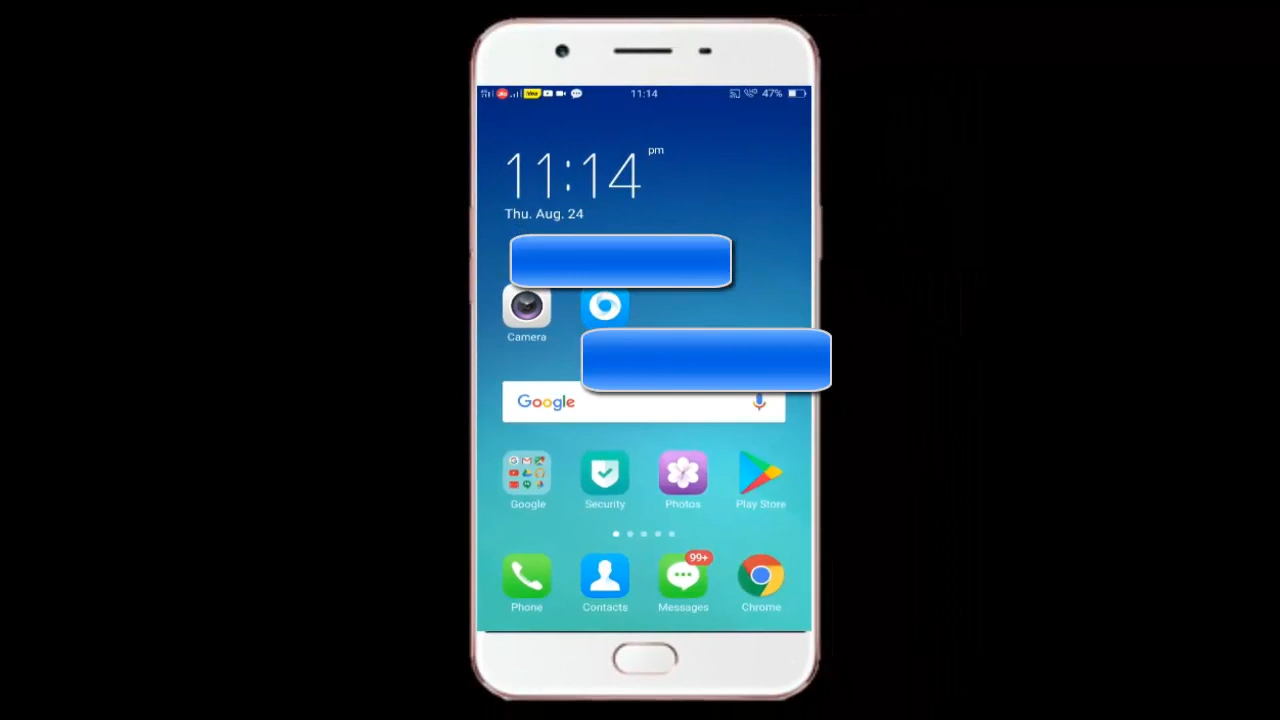 11:14
47%
11:14 pm
Thu. Aug. 24
Camera
Google
Google
Security
Photos
Play Store
99+
Phone
Contacts
Messages
Chrome